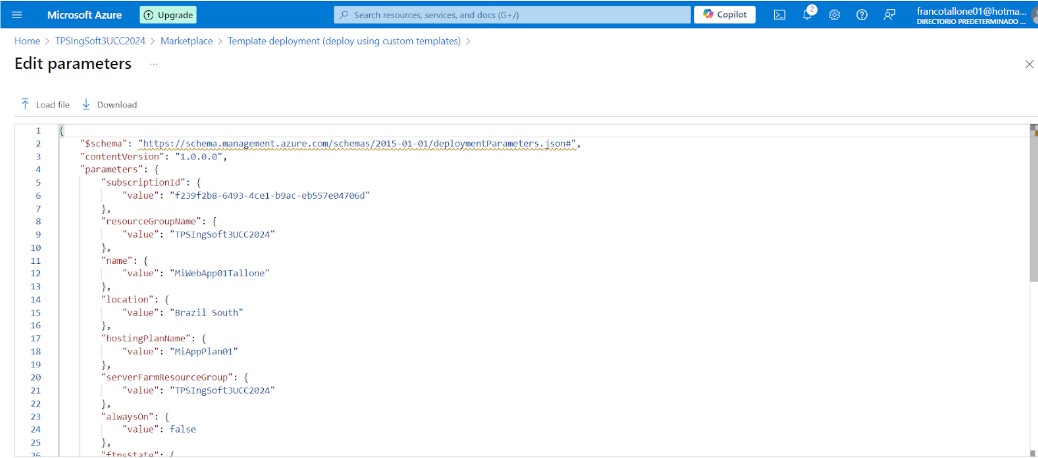 Microsoft Azure
Upgrade
Search resources, services, and docs (G+/)
Copilot
2
francotallone01@hotma...
DIRECTORIO PREDETERMINADO ...
Home > TPSIngSoft3UCC2024 > Marketplace > Template deployment (deploy using custom templates) >
Edit parameters ...
Load file Download
1 {
2 "$schema": "https://schema.management.azure.com/schemas/2015-01-01/deploymentParameters.json#",
3 "contentVersion": "1.0.0.0",
4 "parameters": {
5 "subscriptionId": {
6 "value": "f239f2b8-6493-4ce1-b9ac-eb557e04706d"
7 },
8 "resourceGroupName": {
9 "value": "TPSIngSoft3UCC2024"
10 },
11 "name": {
12 "value": "MiWebApp01Tallone"
13 },
14 "location": {
15 "value": "Brazil South"
16 },
17 "hostingPlanName": {
18 "value": "MiAppPlan01"
19 },
20 "serverFarmResourceGroup": {
21 "value": "TPSIngSoft3UCC2024"
22 },
23 "alwaysOn": {
24 "value": false
25 },
26 "ftpsState": {